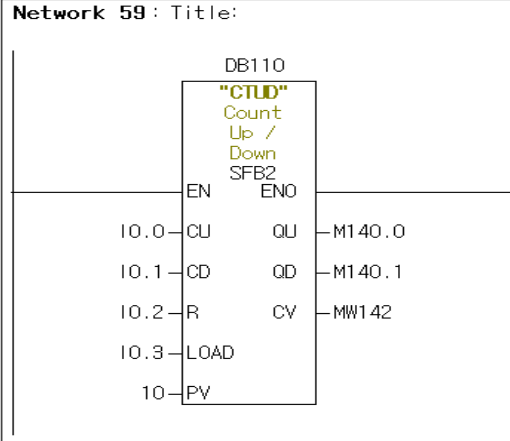 Network 59: Title:
DB110
"CTUD"
Count
Up /
Down
SFB2
EN ENO
I0.0 CU QU M140.0
I0.1 CD QD M140.1
I0.2 R CV MW142
I0.3 LOAD
10 PV